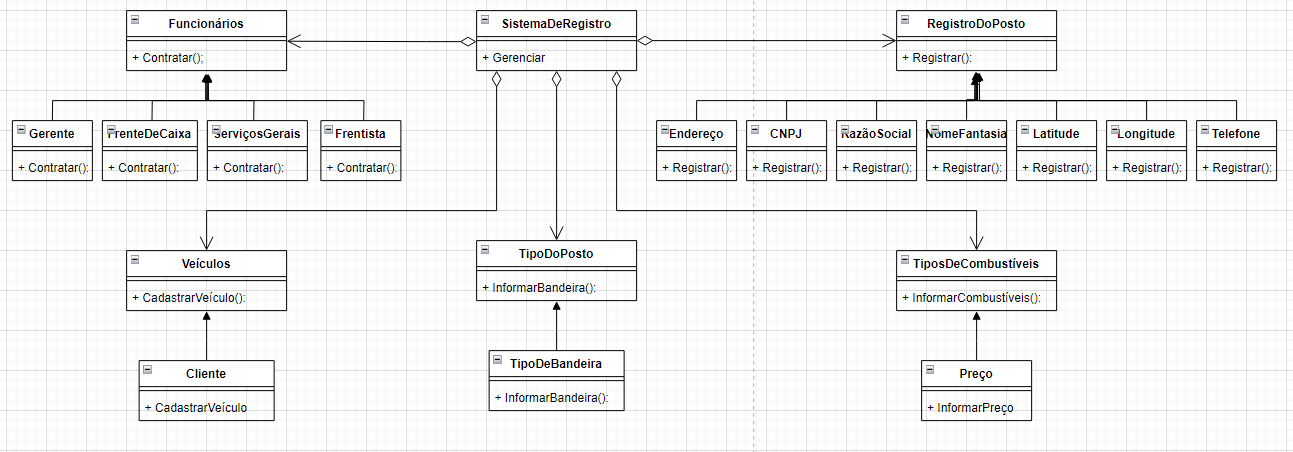 Funcionários
+ Contratar();
SistemaDeRegistro
+ Gerenciar
RegistroDoPosto
+ Registrar():
Gerente
+ Contratar():
FrenteDeCaixa
+ Contratar():
ServiçosGerais
+ Contratar():
Frentista
+ Contratar():
Endereço
+ Registrar():
CNPJ
+ Registrar():
RazãoSocial
+ Registrar():
NomeFantasia
+ Registrar():
Latitude
+ Registrar():
Longitude
+ Registrar():
Telefone
+ Registrar():
Veículos
+ CadastrarVeículo():
TipoDoPosto
+ InformarBandeira():
TiposDeCombustíveis
+ InformarCombustíveis():
Cliente
+ CadastrarVeículo
TipoDeBandeira
+ InformarBandeira():
Preço
+ InformarPreço